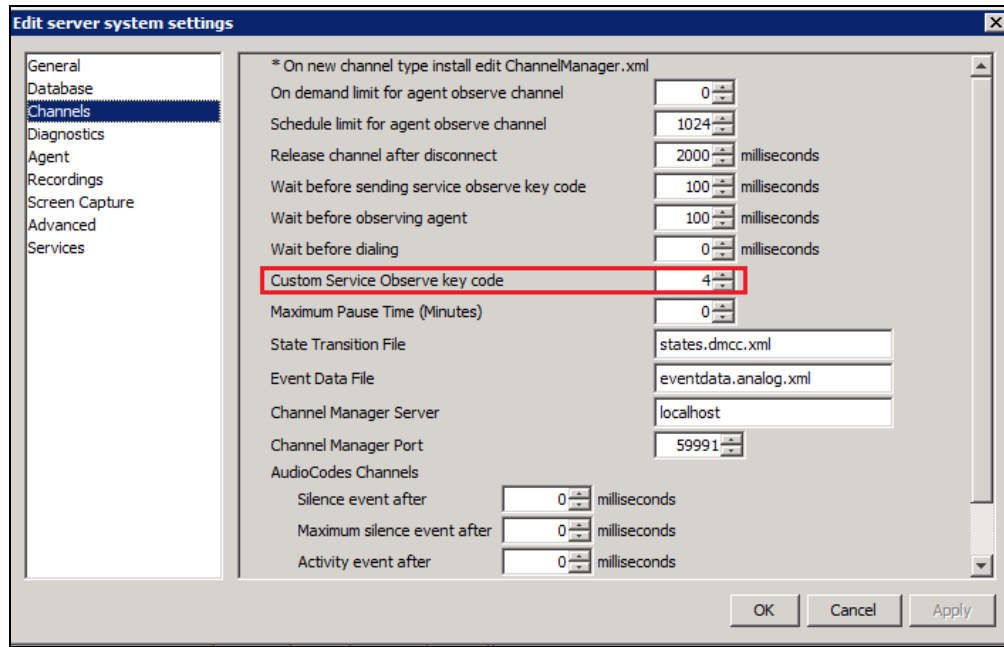 Edit server system settings
General
Database
Channels
Diagnostics
Agent
Recordings
Screen Capture
Advanced
Services
* On new channel type install edit ChannelManager.xml
On demand limit for agent observe channel 0
Schedule limit for agent observe channel 1024
Release channel after disconnect 2000 milliseconds
Wait before sending service observe key code 100 milliseconds
Wait before observing agent 100 milliseconds
Wait before dialing 0 milliseconds
Custom Service Observe key code 4
Maximum Pause Time (Minutes) 0
State Transition File states.dmcc.xml
Event Data File eventdata.analog.xml
Channel Manager Server localhost
Channel Manager Port 59991
AudioCodes Channels
Silence event after 0 milliseconds
Maximum silence event after 0 milliseconds
Activity event after 0 milliseconds
OK Cancel Apply